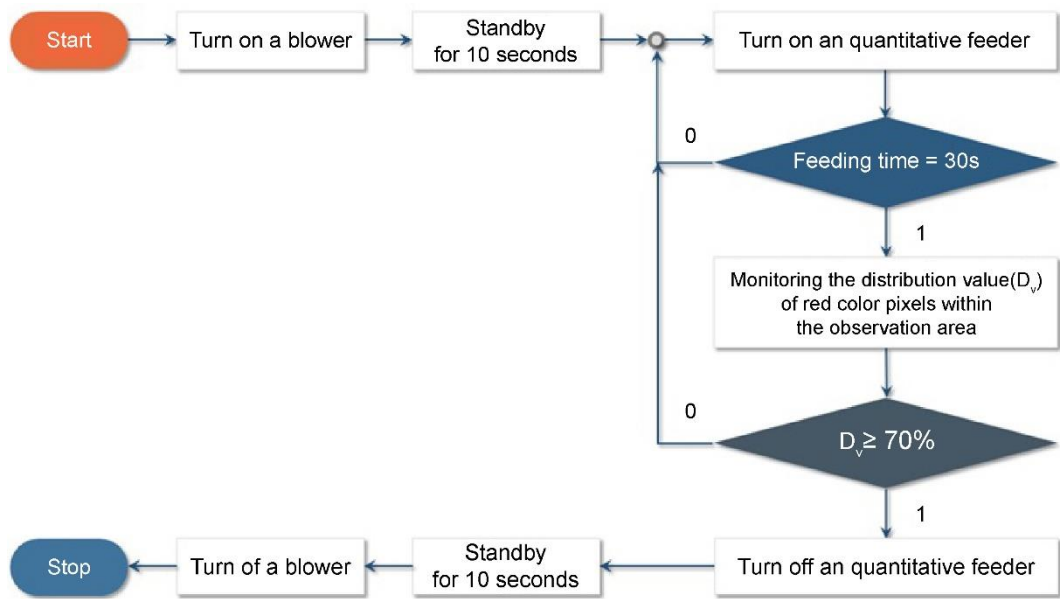 Start
Turn on a blower
Standby
for 10 seconds
Turn on an quantitative feeder
0
Feeding time = 30s
1
Monitoring the distribution value(Dv)
of red color pixels within
the observation area
0
Dv ≥ 70%
1
Stop
Turn of a blower
Standby
for 10 seconds
Turn off an quantitative feeder